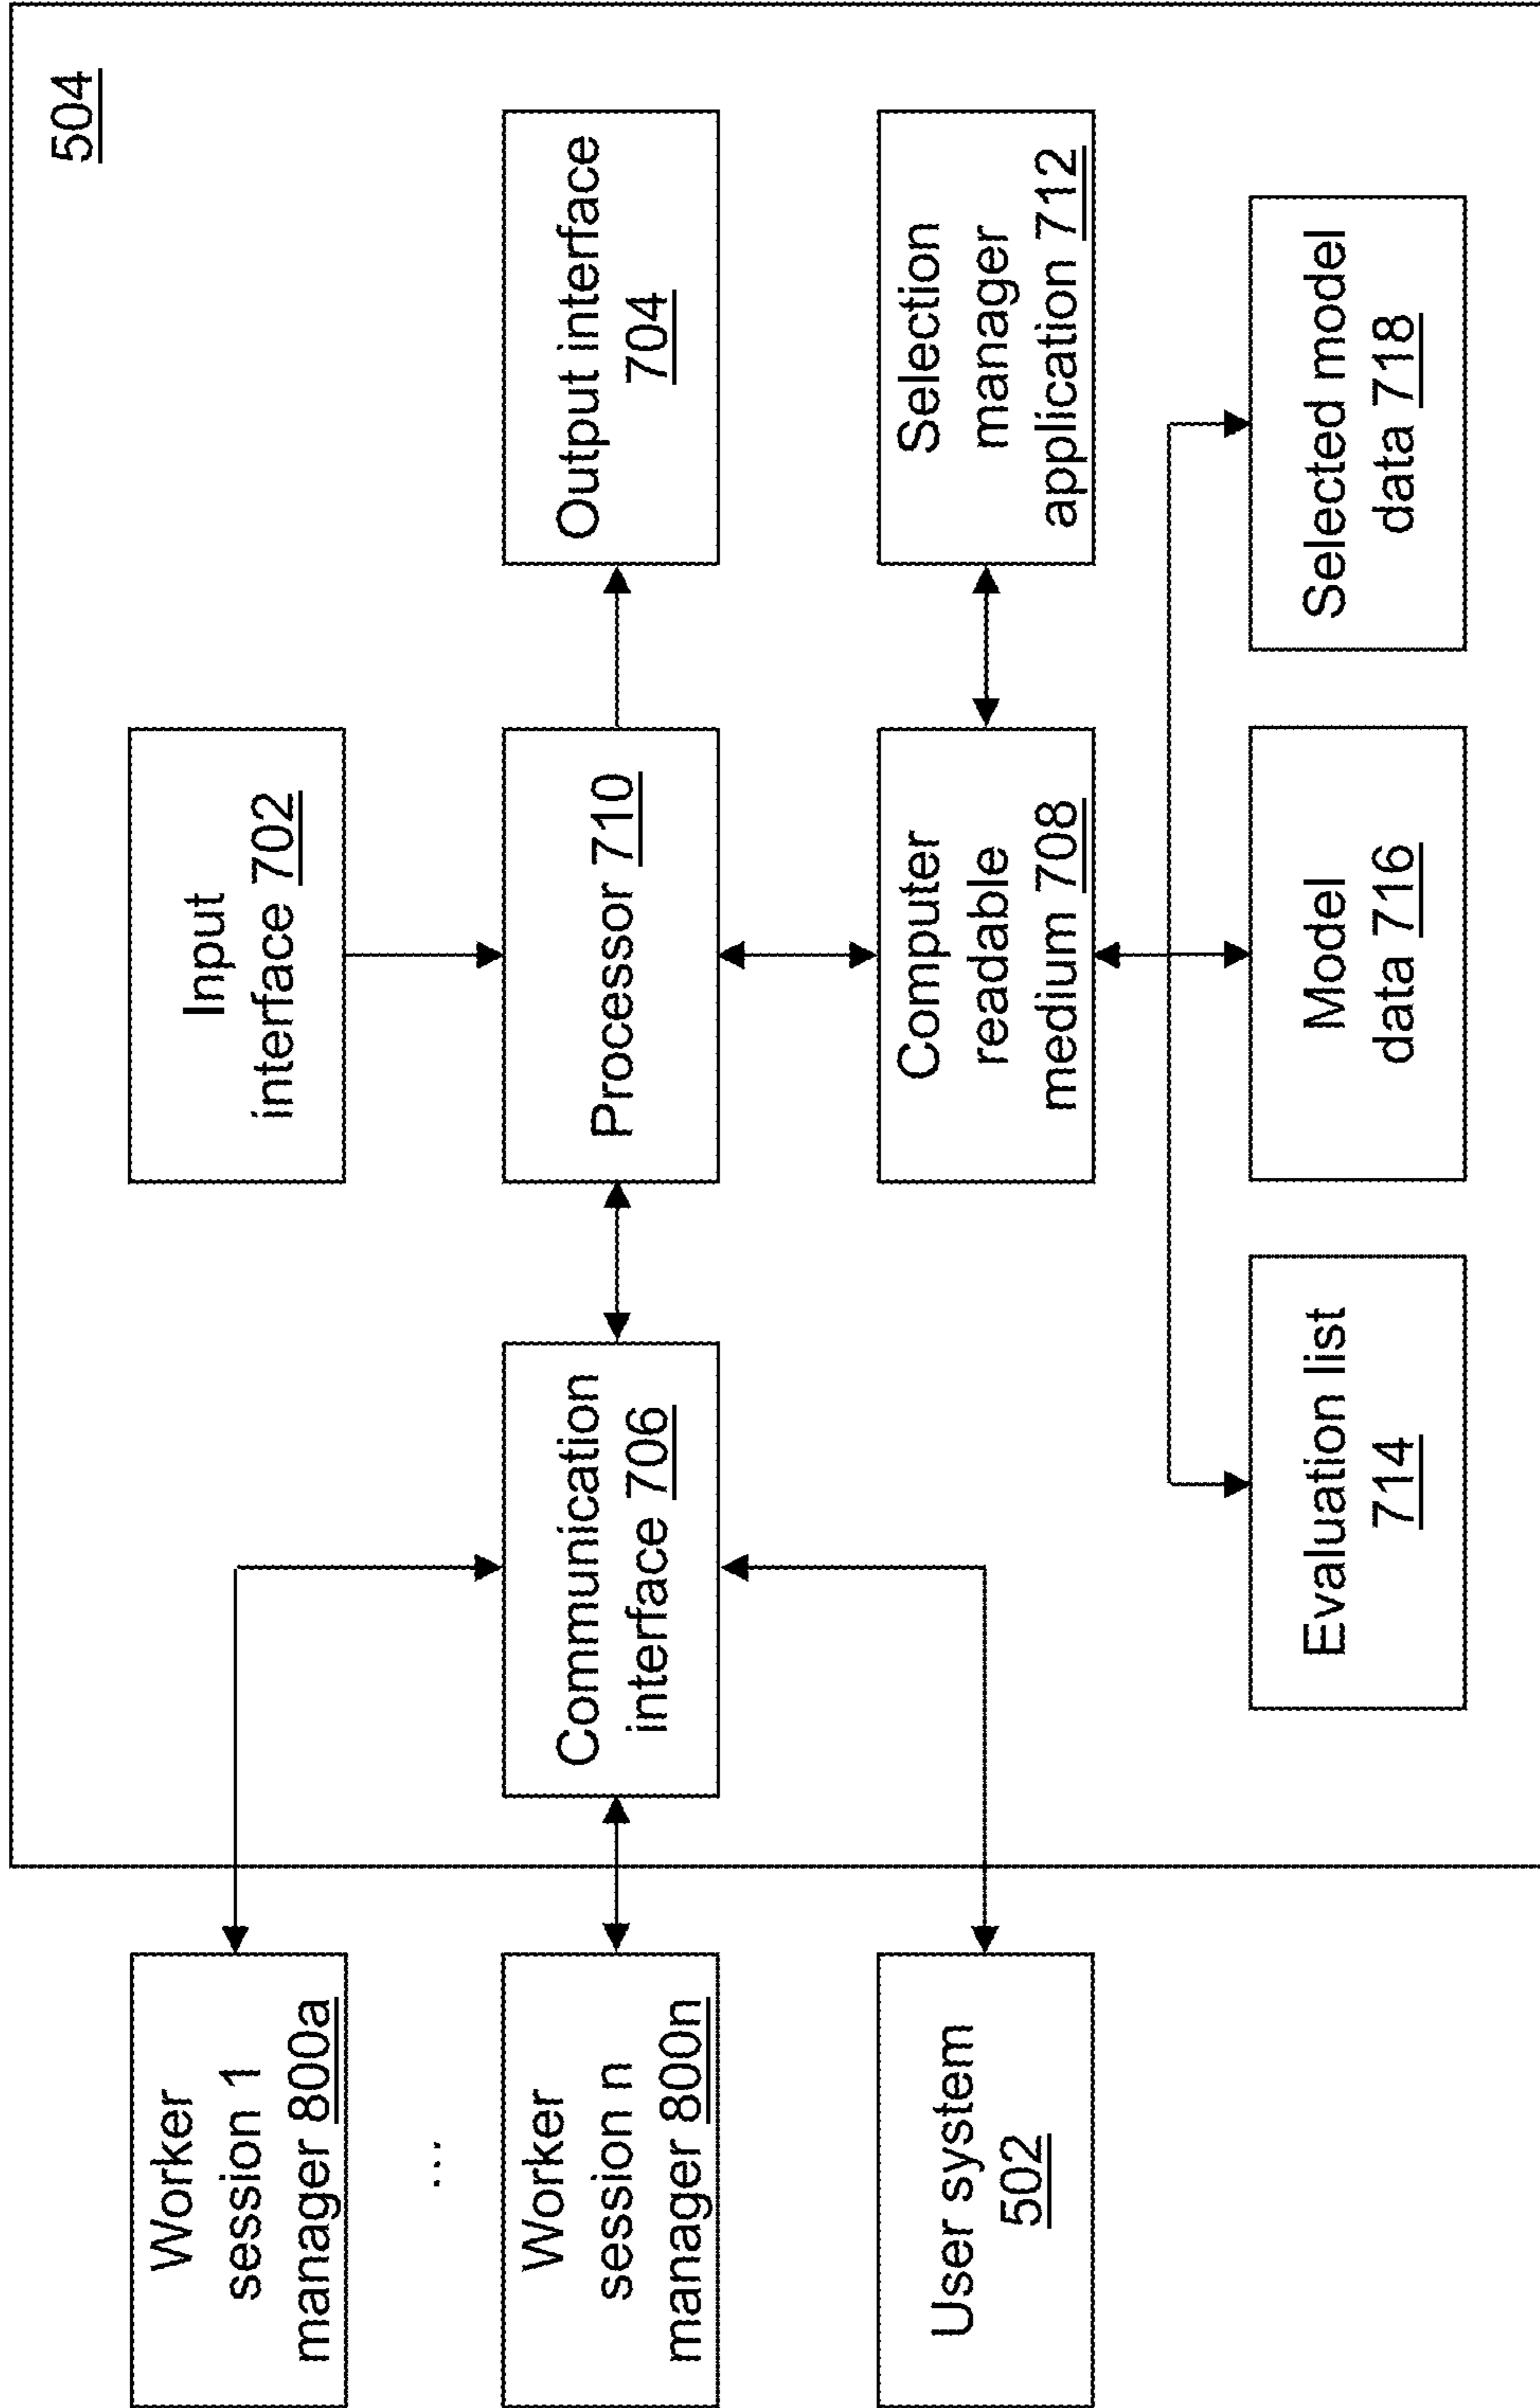 504
Input
interface 702
Worker
session 1
manager 800a
...
Communication
interface 706
Processor 710
Output interface
704
Worker
session n
manager 800n
User system
502
Computer
readable
medium 708
Selection
manager
application 712
Evaluation list
714
Model
data 716
Selected model
data 718